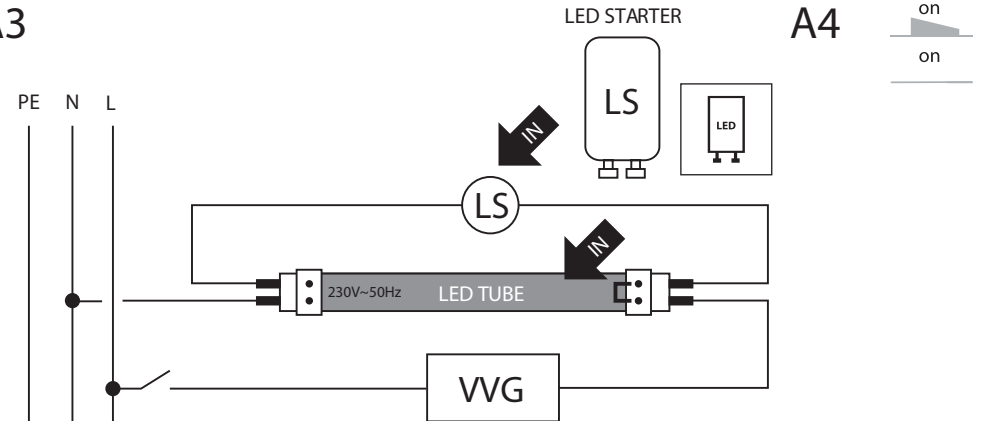 A3
LED STARTER
A4
on
on
PE N L
LS
LED
IN
LS
IN
230V~50Hz LED TUBE
VVG